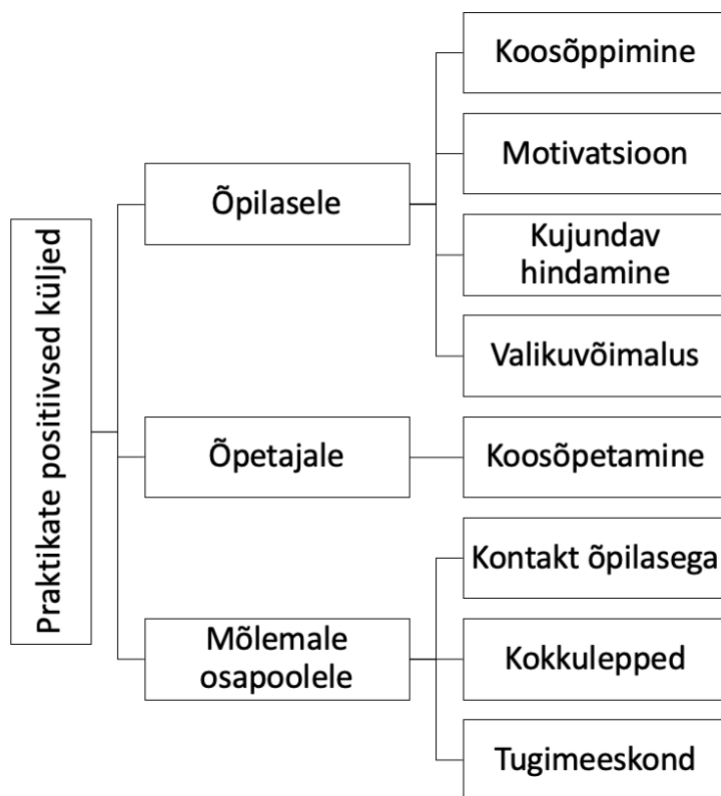 Praktikate positiivsed küljed
Õpilasele
Koosõppimine
Motivatsioon
Kujundav
hindamine
Valikuvõimalus
Õpetajale
Koosõpetamine
Mõlemale
osapoolele
Kontakt õpilasega
Kokkulepped
Tugimeeskond